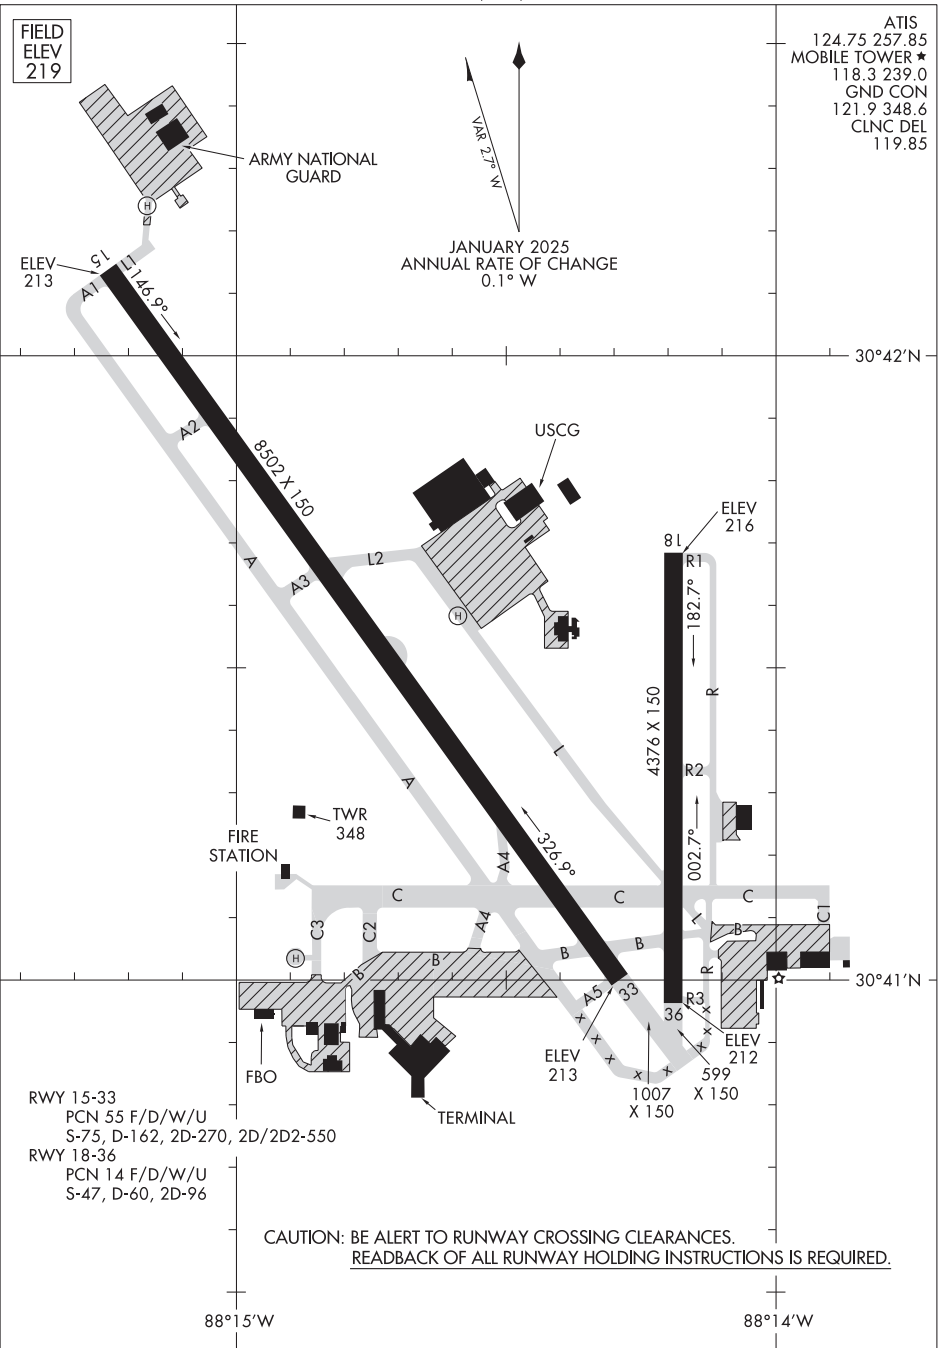 FIELD
ELEV
219
ATIS
124.75 257.85
MOBILE TOWER ★
118.3 239.0
GND CON
121.9 348.6
CLNC DEL
119.85
VAR 2.7° W
JANUARY 2025
ANNUAL RATE OF CHANGE
0.1° W
ARMY NATIONAL
GUARD
H
ELEV
213
15
L1
A1
146.9°
30°42'N
A2
8502 X 150
USCG
ELEV
216
18
R1
182.7°
L2
A
A3
H
R
4376 X 150
L
R2
A
TWR
348
FIRE
STATION
326.9°
002.7°
A4
C
C
C
C1
C3
C2
A4
L
B
B
B
B
B
H
R
30°41'N
A5
33
R3
36
x x x x x x x x
ELEV
213
ELEV
212
599
X 150
1007
X 150
FBO
TERMINAL
RWY 15-33
PCN 55 F/D/W/U
S-75, D-162, 2D-270, 2D/2D2-550
RWY 18-36
PCN 14 F/D/W/U
S-47, D-60, 2D-96
CAUTION: BE ALERT TO RUNWAY CROSSING CLEARANCES.
READBACK OF ALL RUNWAY HOLDING INSTRUCTIONS IS REQUIRED.
88°15'W
88°14'W